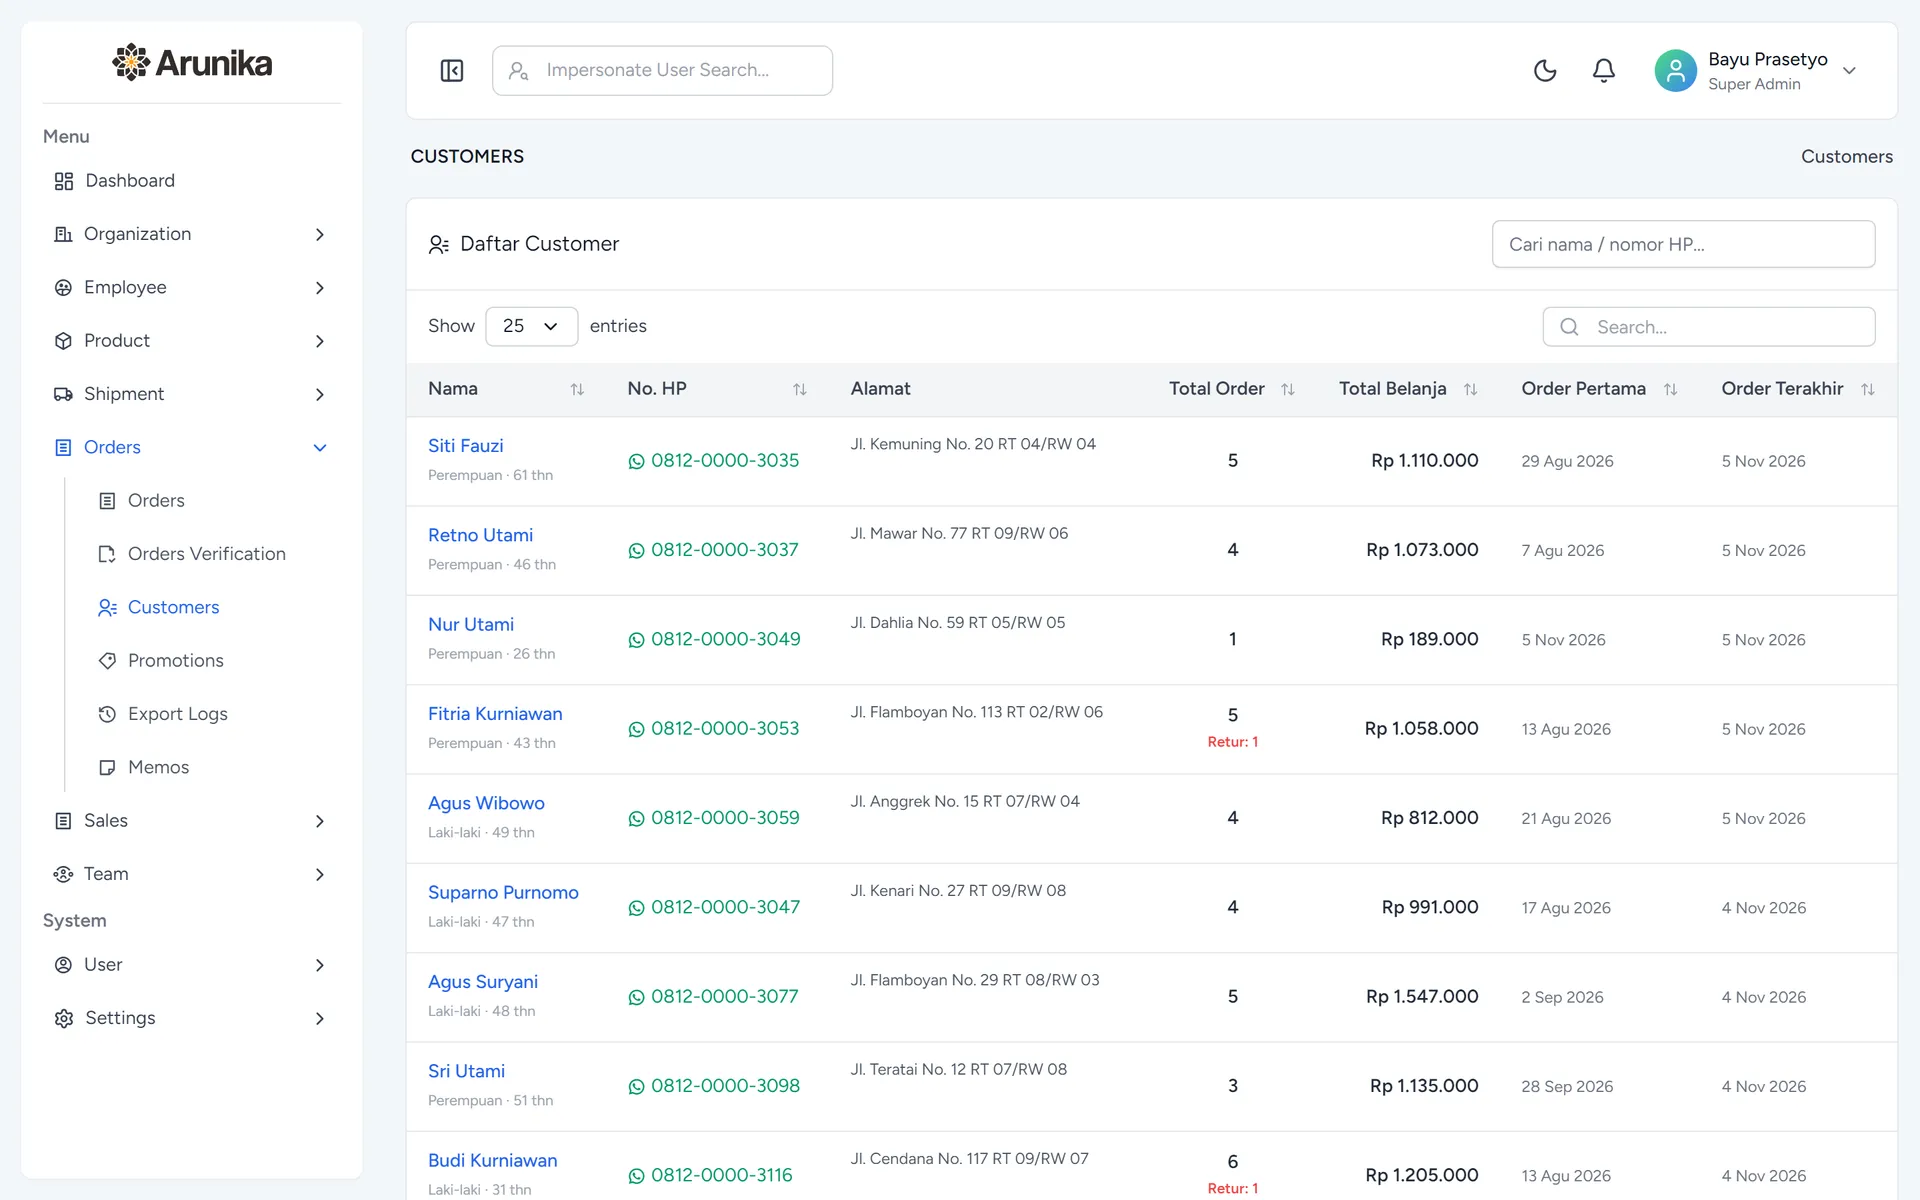 Arunika
Menu
Dashboard
Organization
Employee
Product
Shipment
Orders
Orders
Orders Verification
Customers
Promotions
Export Logs
Memos
Sales
Team
System
User
Settings
Impersonate User Search...
Bayu Prasetyo
Super Admin
CUSTOMERS
Customers
Daftar Customer
Cari nama / nomor HP...
Show 25 entries
Search...
Nama No. HP Alamat Total Order Total Belanja Order Pertama Order Terakhir
Siti Fauzi
Perempuan · 61 thn
0812-0000-3035
Jl. Kemuning No. 20 RT 04/RW 04
5
Rp 1.110.000
29 Agu 2026
5 Nov 2026
Retno Utami
Perempuan · 46 thn
0812-0000-3037
Jl. Mawar No. 77 RT 09/RW 06
4
Rp 1.073.000
7 Agu 2026
5 Nov 2026
Nur Utami
Perempuan · 26 thn
0812-0000-3049
Jl. Dahlia No. 59 RT 05/RW 05
1
Rp 189.000
5 Nov 2026
5 Nov 2026
Fitria Kurniawan
Perempuan · 43 thn
0812-0000-3053
Jl. Flamboyan No. 113 RT 02/RW 06
5
Retur: 1
Rp 1.058.000
13 Agu 2026
5 Nov 2026
Agus Wibowo
Laki-laki · 49 thn
0812-0000-3059
Jl. Anggrek No. 15 RT 07/RW 04
4
Rp 812.000
21 Agu 2026
5 Nov 2026
Suparno Purnomo
Laki-laki · 47 thn
0812-0000-3047
Jl. Kenari No. 27 RT 09/RW 08
4
Rp 991.000
17 Agu 2026
4 Nov 2026
Agus Suryani
Laki-laki · 48 thn
0812-0000-3077
Jl. Flamboyan No. 29 RT 08/RW 03
5
Rp 1.547.000
2 Sep 2026
4 Nov 2026
Sri Utami
Perempuan · 51 thn
0812-0000-3098
Jl. Teratai No. 12 RT 07/RW 08
3
Rp 1.135.000
28 Sep 2026
4 Nov 2026
Budi Kurniawan
Laki-laki · 31 thn
0812-0000-3116
Jl. Cendana No. 117 RT 09/RW 07
6
Retur: 1
Rp 1.205.000
13 Agu 2026
4 Nov 2026